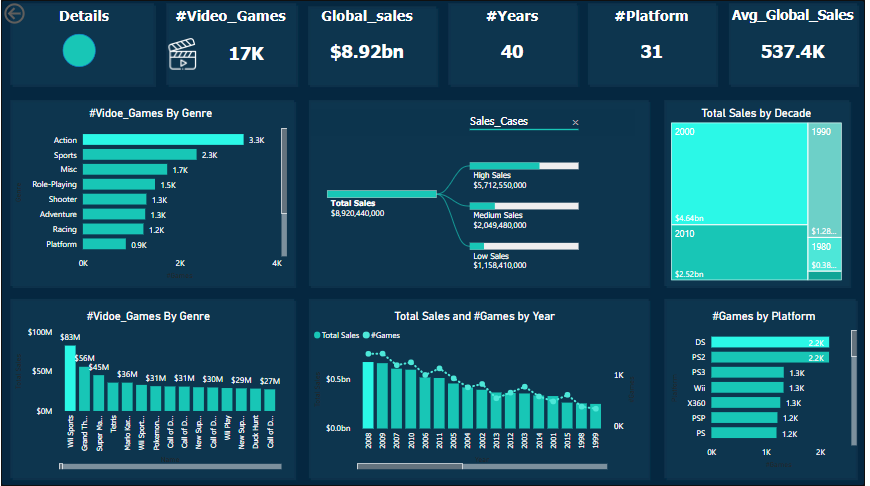 Details
#Video_Games
17K
Global_sales
$8.92bn
#Years
40
#Platform
31
Avg_Global_Sales
537.4K
#Vidoe_Games By Genre
Action 3.3K
Sports 2.3K
Misc 1.7K
Role-Playing 1.5K
Shooter 1.3K
Adventure 1.3K
Racing 1.2K
Platform 0.9K
0K 2K 4K
Sales_Cases ×
Total Sales
$8,920,440,000
High Sales
$5,712,550,000
Medium Sales
$2,049,480,000
Low Sales
$1,158,410,000
Total Sales by Decade
2000
$4.64bn
2010
$2.52bn
1990
$1.28...
1980
$0.38...
#Vidoe_Games By Genre
$100M
$50M
$0M
$83M $56M $45M $36M $36M $31M $31M $30M $29M $27M
Wii Sports
Grand Th...
Super Ma...
Tetris
Mario Kar...
Wii Sport...
Pokemon...
Call of D...
Call of D...
New Sup...
Call of D...
Wii Play
New Sup...
Duck Hunt
Call of D...
Total Sales and #Games by Year
Total Sales #Games
$0.5bn
$0.0bn
1K
0K
2008 2009 2007 2010 2006 2011 2005 2004 2002 2013 2012 2003 2014 2001 2015 1998 1999
#Games by Platform
DS 2.2K
PS2 2.2K
PS3 1.3K
Wii 1.3K
X360 1.3K
PSP 1.2K
PS 1.2K
0K 1K 2K